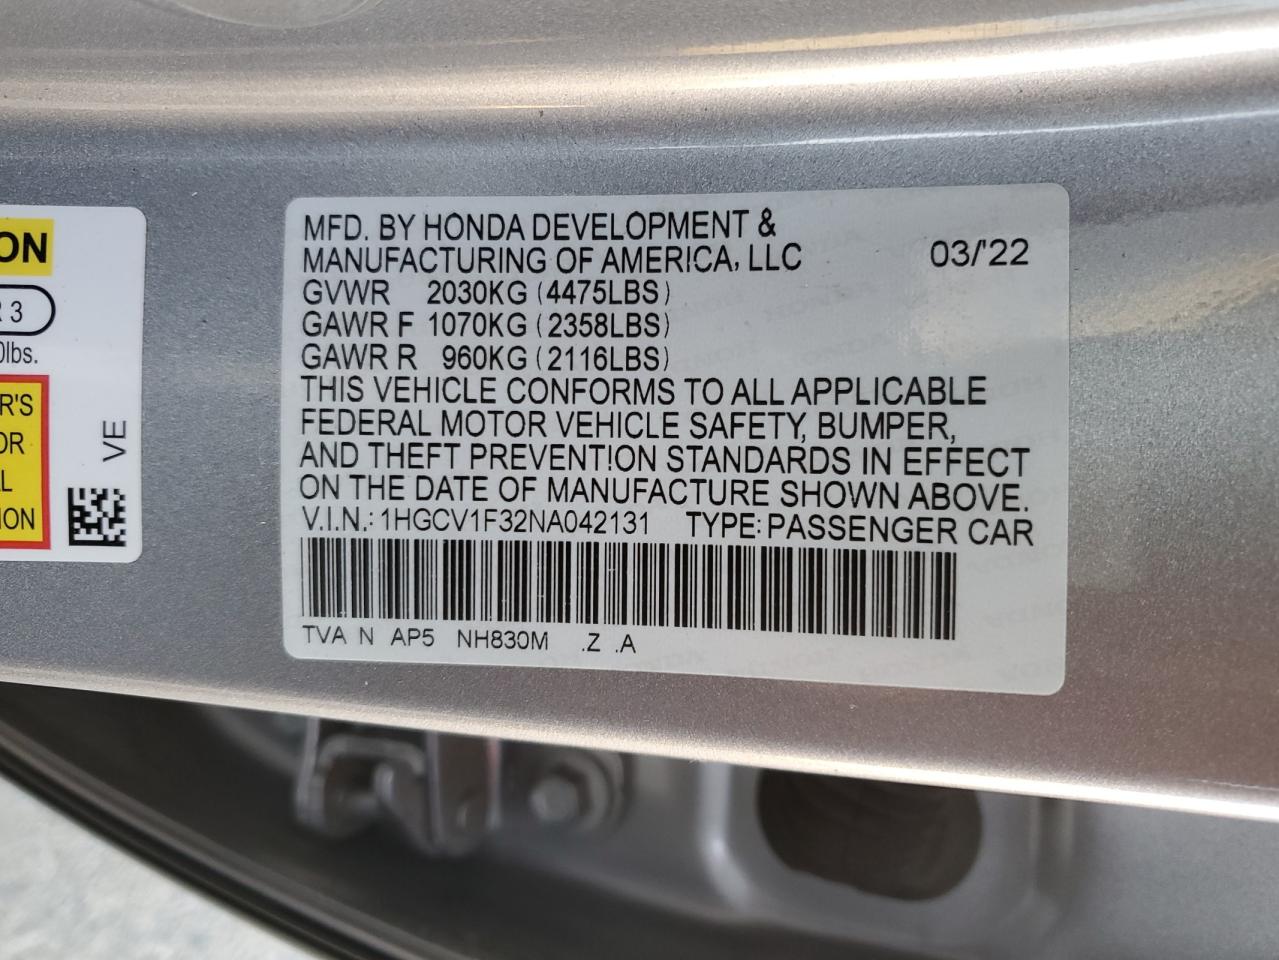 ON
R 3
0lbs.
R'S
OR
L
ION
VE
MFD. BY HONDA DEVELOPMENT &
MANUFACTURING OF AMERICA, LLC 03/'22
GVWR 2030KG (4475LBS)
GAWR F 1070KG (2358LBS)
GAWR R 960KG (2116LBS)
THIS VEHICLE CONFORMS TO ALL APPLICABLE
FEDERAL MOTOR VEHICLE SAFETY, BUMPER,
AND THEFT PREVENTION STANDARDS IN EFFECT
ON THE DATE OF MANUFACTURE SHOWN ABOVE.
V.I.N.: 1HGCV1F32NA042131 TYPE: PASSENGER CAR
TVA N AP5 NH830M .Z .A